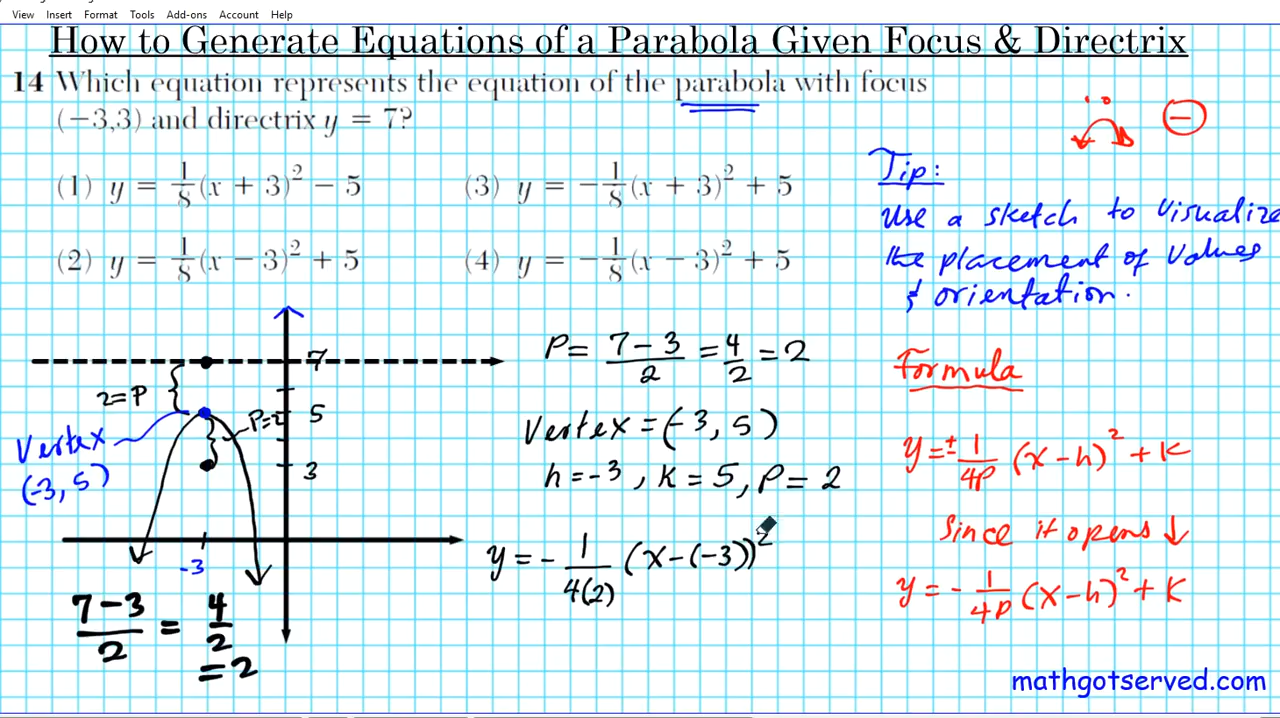 View Insert Format Tools Add-ons Account Help
How to Generate Equations of a Parabola Given Focus & Directrix
14 Which equation represents the equation of the parabola with focus
(−3,3) and directrix y = 7?
(1) y = 1/8(x + 3)² − 5
(3) y = −1/8(x + 3)² + 5
(2) y = 1/8(x − 3)² + 5
(4) y = −1/8(x − 3)² + 5
−
Tip:
Use a sketch to visualize
the placement of values
& orientation.
7
2=P
P=2
5
3
Vertex
(-3, 5)
-3
7−3/2 = 4/2
=2
P= 7−3/2 = 4/2 = 2
Vertex = (-3, 5)
h = -3, K = 5, P = 2
y = - 1/4(2) (x-(-3))²
Formula
y = ± 1/4P (x-h)² + K
Since it opens ↓
y = - 1/4P (x-h)² + K
mathgotserved.com